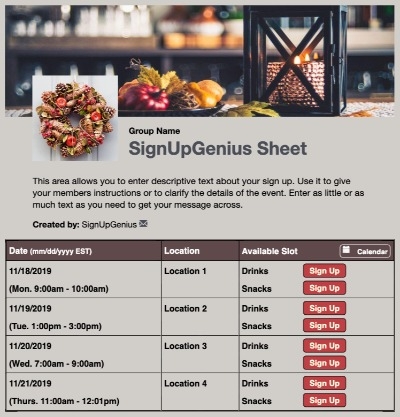 Group Name
SignUpGenius Sheet
This area allows you to enter descriptive text about your sign up. Use it to give
your members instructions or to clarify the details of the event. Enter as little or as
much text as you need to get your message across.
Created by: SignUpGenius
Date (mm/dd/yyyy EST) Location Available Slot Calendar
11/18/2019 Location 1 Drinks Sign Up
(Mon. 9:00am - 10:00am) Snacks Sign Up
11/19/2019 Location 2 Drinks Sign Up
(Tue. 1:00pm - 3:00pm) Snacks Sign Up
11/20/2019 Location 3 Drinks Sign Up
(Wed. 7:00am - 9:00am) Snacks Sign Up
11/21/2019 Location 4 Drinks Sign Up
(Thurs. 11:00am - 12:01pm) Snacks Sign Up